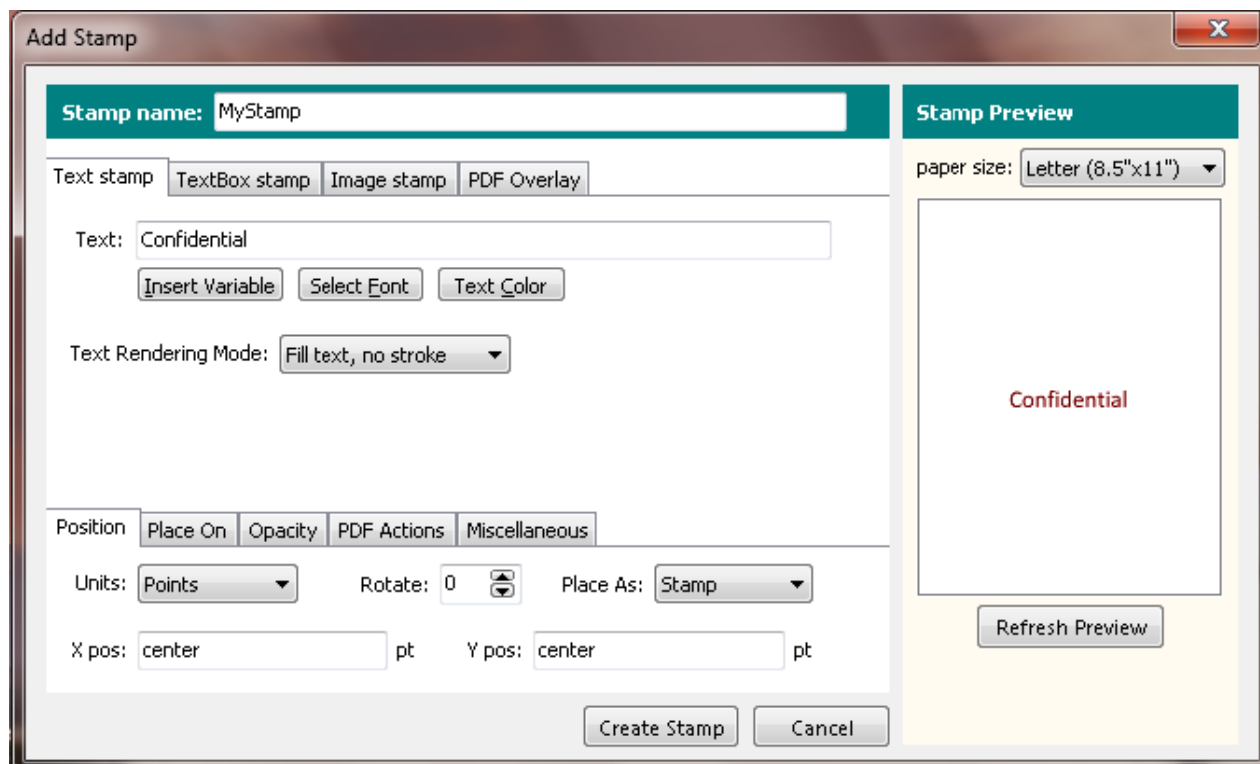 Add Stamp
X
Stamp name: MyStamp
Text stamp TextBox stamp Image stamp PDF Overlay
Text: Confidential
Insert Variable Select Font Text Color
Text Rendering Mode: Fill text, no stroke
Position Place On Opacity PDF Actions Miscellaneous
Units: Points Rotate: 0 Place As: Stamp
X pos: center pt Y pos: center pt
Create Stamp Cancel
Stamp Preview
paper size: Letter (8.5"x11")
Confidential
Refresh Preview